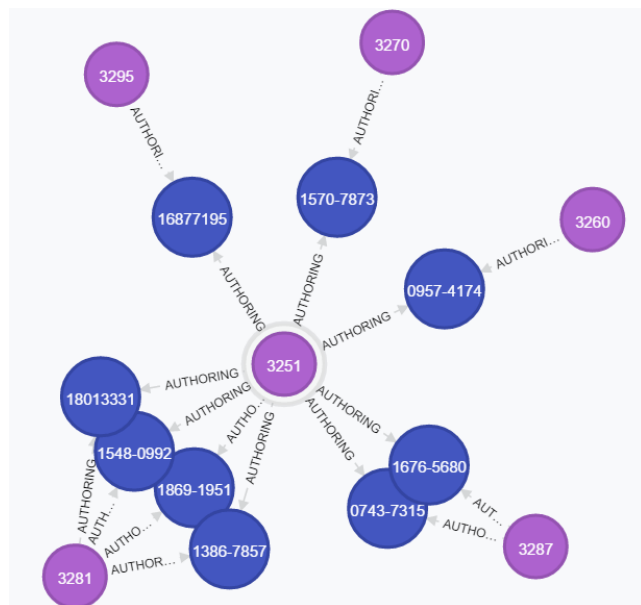 3270
3295
AUTHORI...
AUTHORI...
1570-7873
16877195
3260
AUTHORI...
0957-4174
AUTHORING
AUTHORING
AUTHORING
3251
AUTHORING
18013331
AUTHORING
AUTHO...
AUTHORING
AUTHORING
AUTHORING
1548-0992
1676-5680
AUTHORING
1869-1951
AUT...
0743-7315
AUTH...
AUTHO...
AUTHO...
1386-7857
3287
AUTHOR...
3281